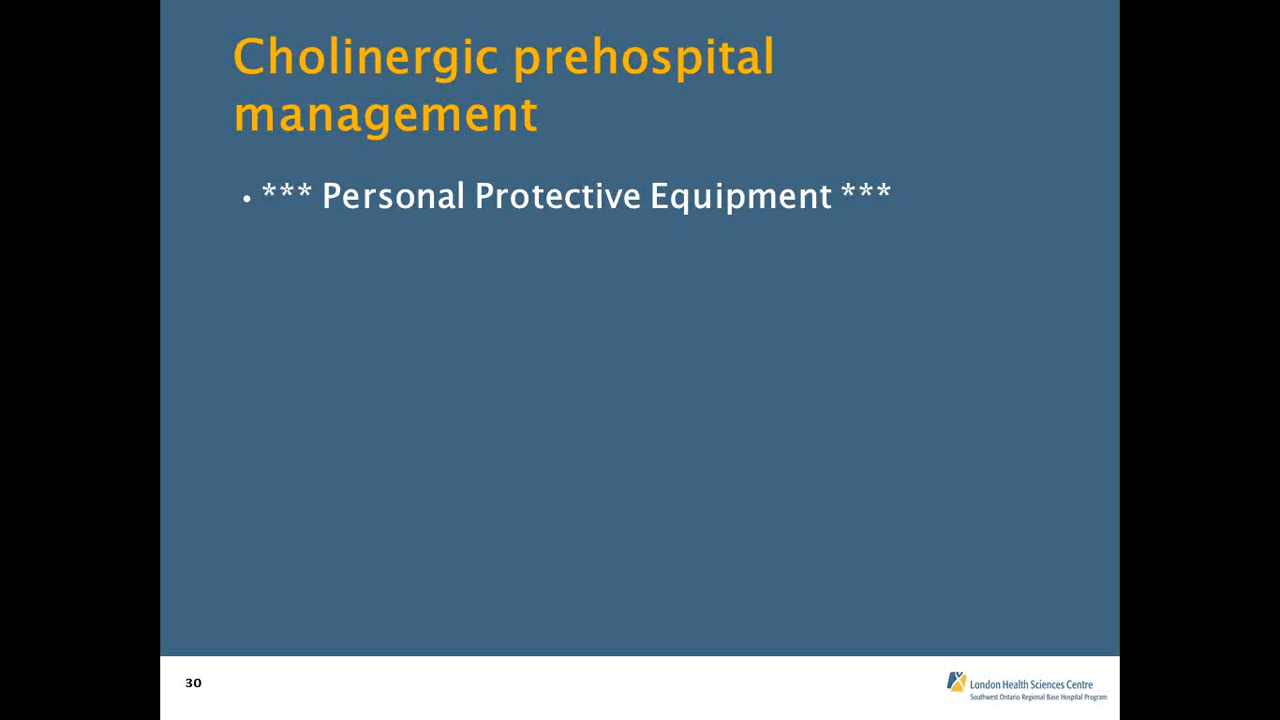 Cholinergic prehospital
management
• *** Personal Protective Equipment ***
30
London Health Sciences Centre
Southwest Ontario Regional Base Hospital Program